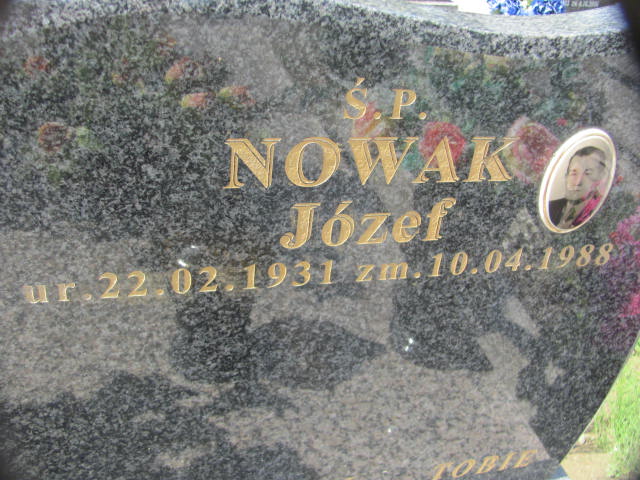 Ś.P.
NOWAK
Józef
ur.22.02.1931 zm.10.04.1988
TOBIE